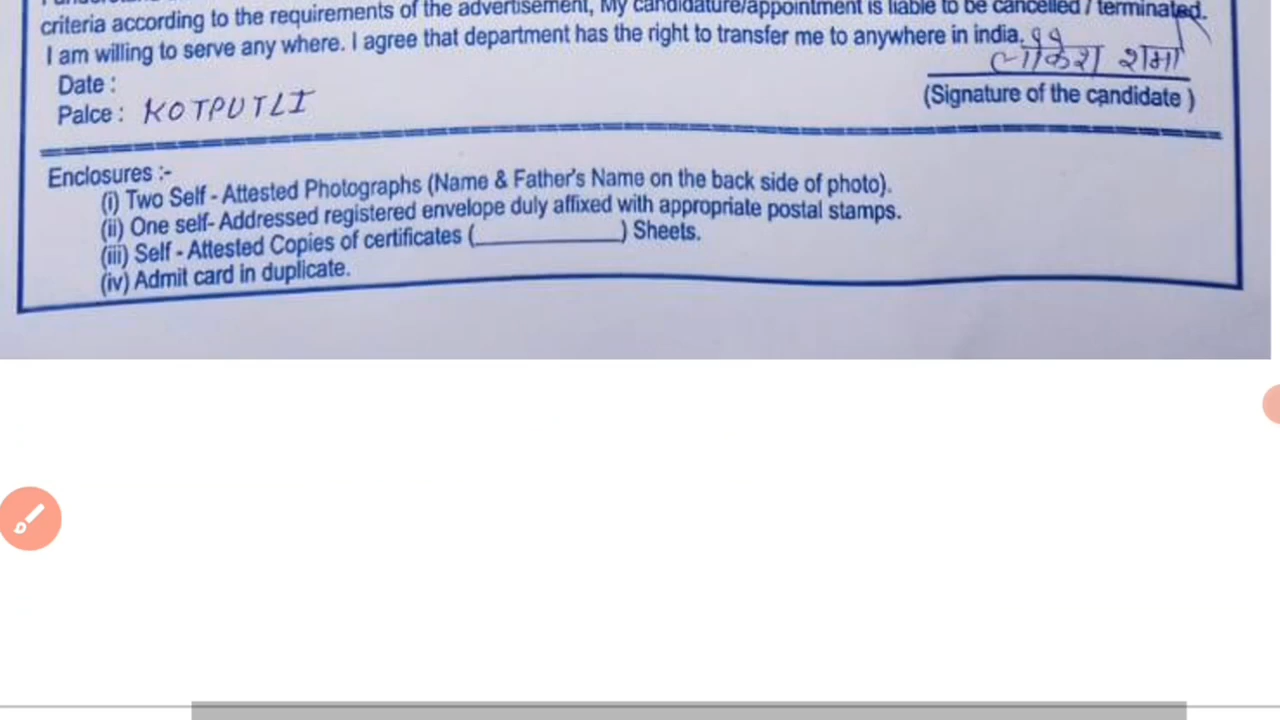 criteria according to the requirements of the advertisement, My candidature/appointment is liable to be cancelled / terminated.
I am willing to serve any where. I agree that department has the right to transfer me to anywhere in india.
लोकेश शर्मा
Date :
Palce : KOTPUTLI
(Signature of the candidate )
Enclosures :-
(i) Two Self - Attested Photographs (Name & Father's Name on the back side of photo).
(ii) One self- Addressed registered envelope duly affixed with appropriate postal stamps.
(iii) Self - Attested Copies of certificates (____________) Sheets.
(iv) Admit card in duplicate.